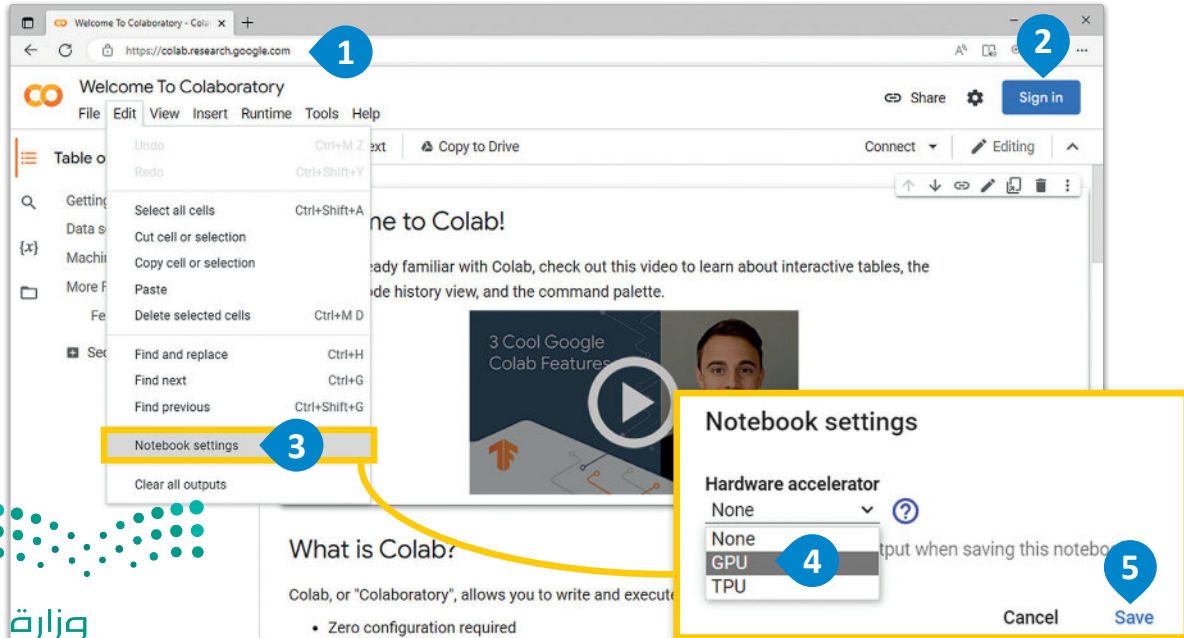 Welcome To Colaboratory - Cola
https://colab.research.google.com
1
2
Welcome To Colaboratory
File Edit View Insert Runtime Tools Help
Share
Sign in
Table o
Undo Ctrl+M Z
ext
Copy to Drive
Connect
Editing
Redo Ctrl+Shift+Y
Getting
Select all cells Ctrl+Shift+A
me to Colab!
Data s
Cut cell or selection
{x}
Machin
Copy cell or selection
eady familiar with Colab, check out this video to learn about interactive tables, the
More F
Paste
ode history view, and the command palette.
Fe
Delete selected cells Ctrl+M D
3 Cool Google
Colab Features
Sec
Find and replace Ctrl+H
Find next Ctrl+G
Find previous Ctrl+Shift+G
Notebook settings
3
Clear all outputs
Notebook settings
Hardware accelerator
None
None
GPU
TPU
4
tput when saving this notebo
5
Cancel
Save
What is Colab?
Colab, or "Colaboratory", allows you to write and execute
• Zero configuration required
وزارة